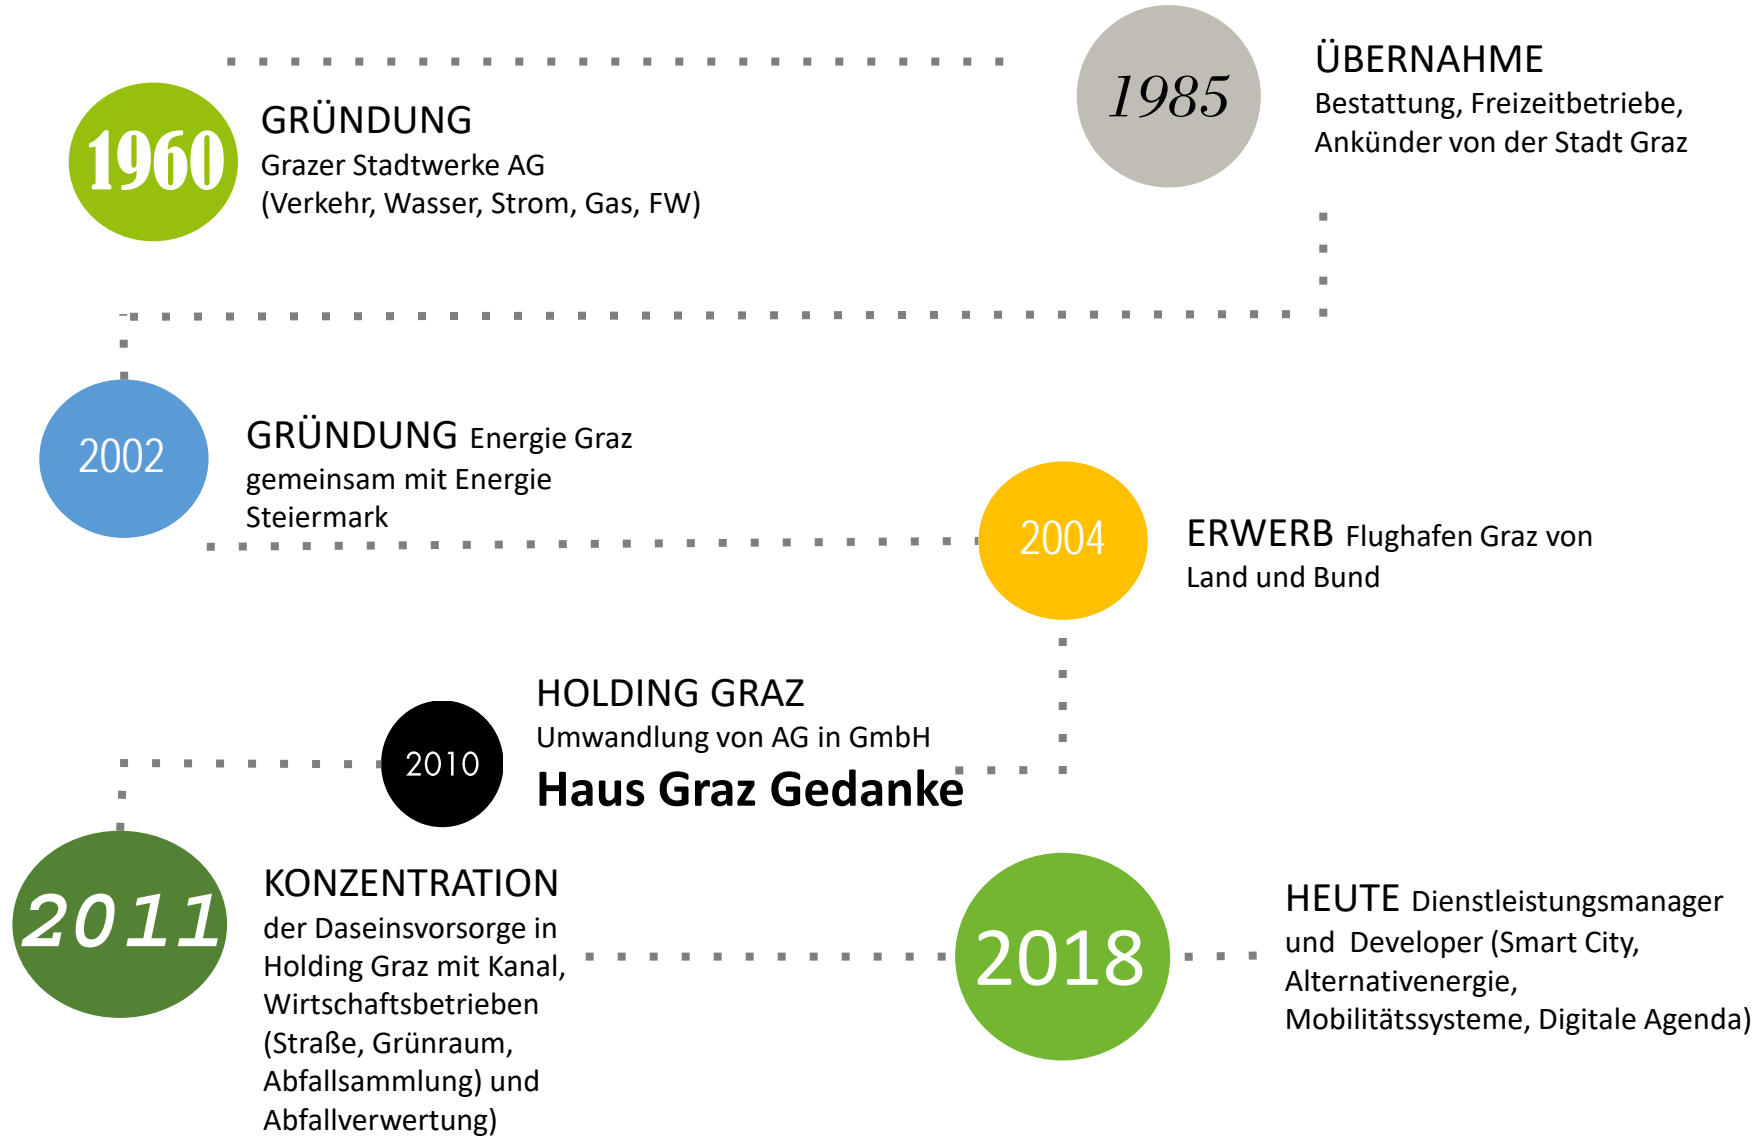 1960
GRÜNDUNG
Grazer Stadtwerke AG
(Verkehr, Wasser, Strom, Gas, FW)
1985
ÜBERNAHME
Bestattung, Freizeitbetriebe,
Ankünder von der Stadt Graz
2002
GRÜNDUNG Energie Graz
gemeinsam mit Energie
Steiermark
2004
ERWERB Flughafen Graz von
Land und Bund
2010
HOLDING GRAZ
Umwandlung von AG in GmbH
Haus Graz Gedanke
2011
KONZENTRATION
der Daseinsvorsorge in
Holding Graz mit Kanal,
Wirtschaftsbetrieben
(Straße, Grünraum,
Abfallsammlung) und
Abfallverwertung)
2018
HEUTE Dienstleistungsmanager
und Developer (Smart City,
Alternativenergie,
Mobilitätssysteme, Digitale Agenda)